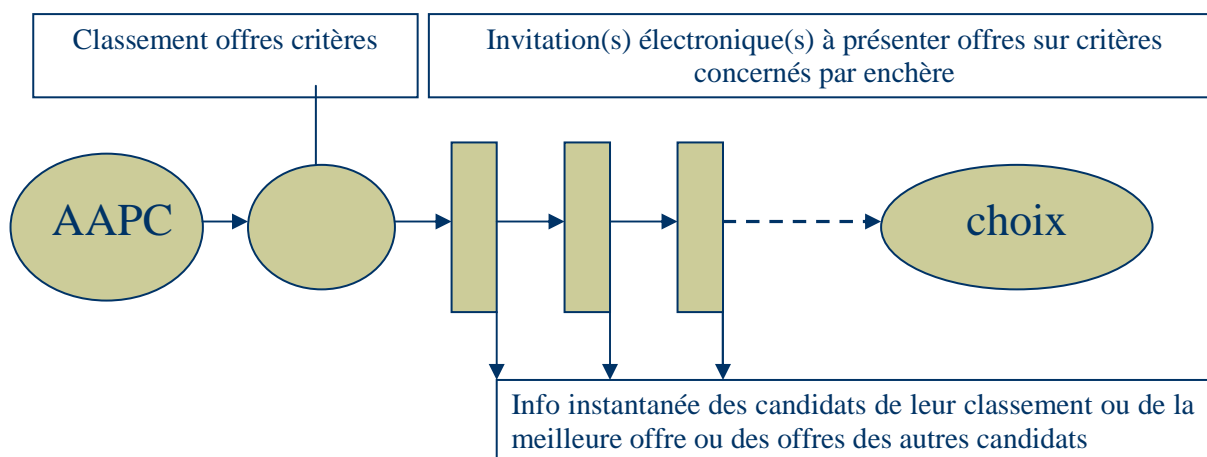 Classement offres critères
Invitation(s) électronique(s) à présenter offres sur critères
concernés par enchère
AAPC
choix
Info instantanée des candidats de leur classement ou de la
meilleure offre ou des offres des autres candidats